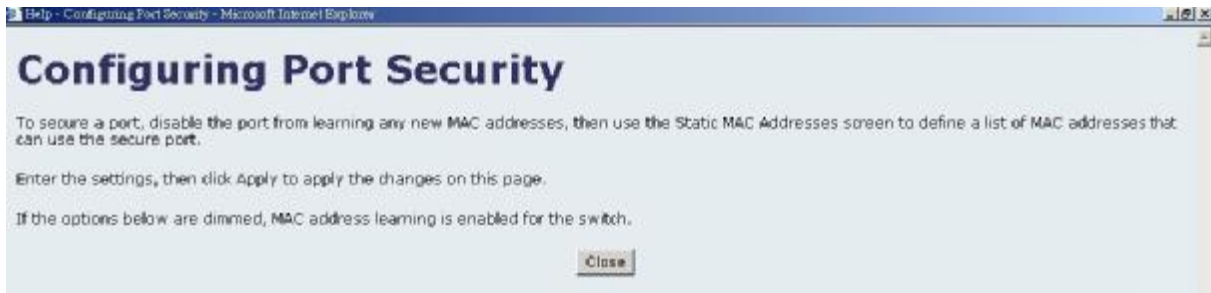 Help - Configuring Port Security - Microsoft Internet Explorer
Configuring Port Security
To secure a port, disable the port from learning any new MAC addresses, then use the Static MAC Addresses screen to define a list of MAC addresses that
can use the secure port.
Enter the settings, then click Apply to apply the changes on this page.
If the options below are dimmed, MAC address learning is enabled for the switch.
Close